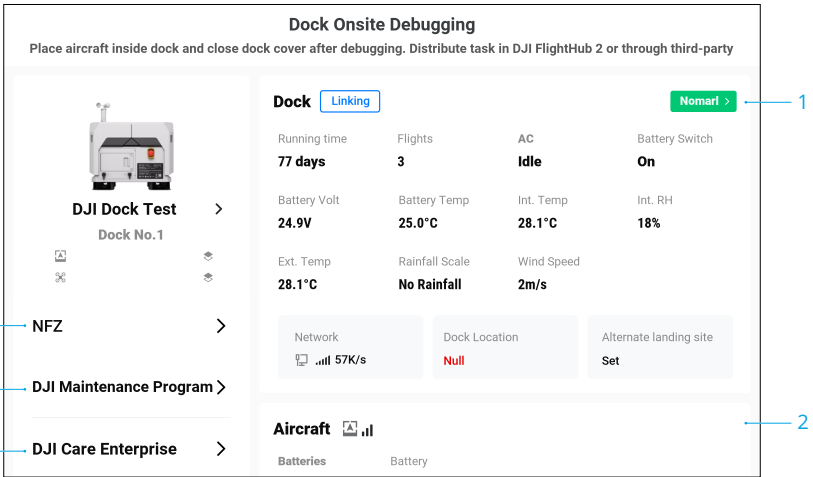 Dock Onsite Debugging
Place aircraft inside dock and close dock cover after debugging. Distribute task in DJI FlightHub 2 or through third-party
DJI Dock Test
Dock No.1
NFZ
DJI Maintenance Program
DJI Care Enterprise
Dock Linking Nomarl
1
Running time Flights AC Battery Switch
77 days 3 Idle On
Battery Volt Battery Temp Int. Temp Int. RH
24.9V 25.0°C 28.1°C 18%
Ext. Temp Rainfall Scale Wind Speed
28.1°C No Rainfall 2m/s
Network Dock Location Alternate landing site
57K/s Null Set
Aircraft
2
Batteries Battery